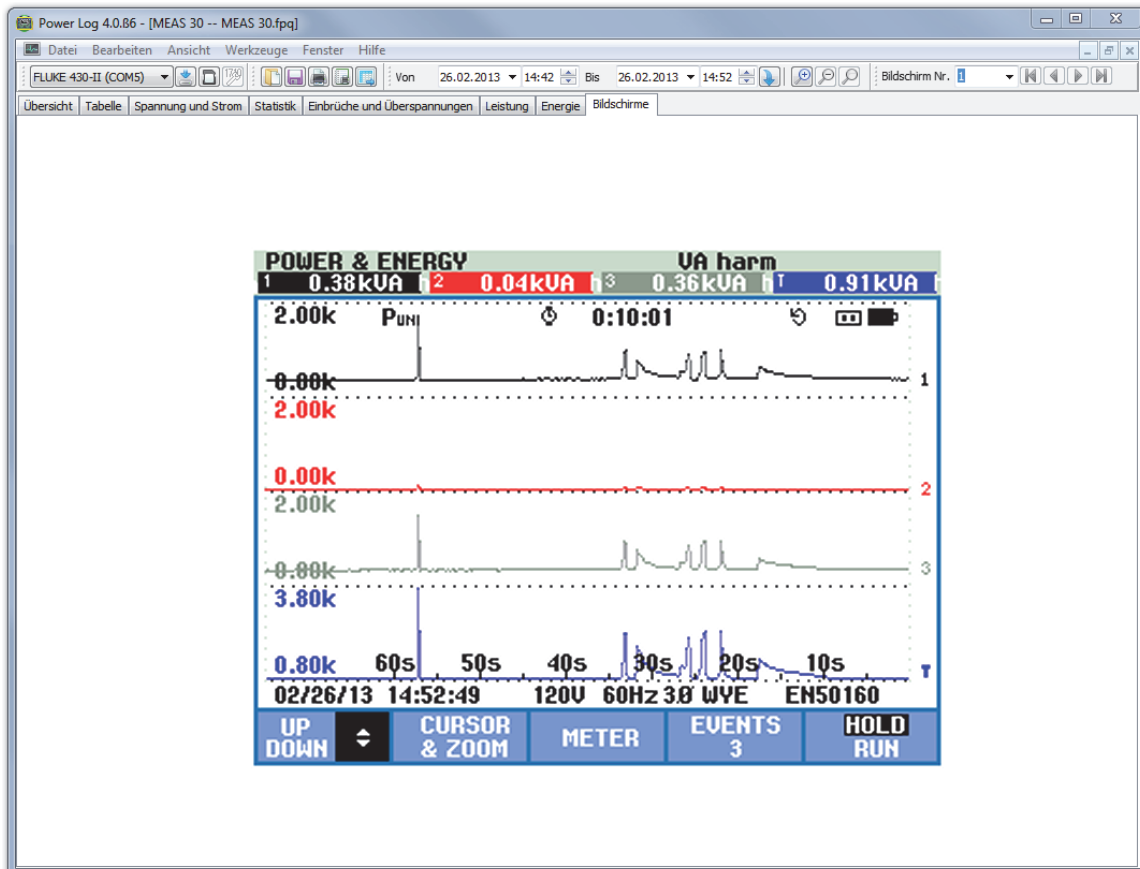 Power Log 4.0.86 - [MEAS 30 -- MEAS 30.fpq]
Datei Bearbeiten Ansicht Werkzeuge Fenster Hilfe
FLUKE 430-II (COM5) Von 26.02.2013 14:42 Bis 26.02.2013 14:52 Bildschirm Nr. 1
Übersicht Tabelle Spannung und Strom Statistik Einbrüche und Überspannungen Leistung Energie Bildschirme
POWER & ENERGY VA harm
1 0.38kVA h 2 0.04kVA h 3 0.36kVA h T 0.91kVA h
2.00k PUNI 0:10:01
0.00k 1
2.00k
0.00k 2
2.00k
0.00k 3
3.80k
0.80k 60s 50s 40s 30s 20s 10s T
02/26/13 14:52:49 120V 60Hz 3Ø WYE EN50160
UP DOWN CURSOR & ZOOM METER EVENTS 3 HOLD RUN